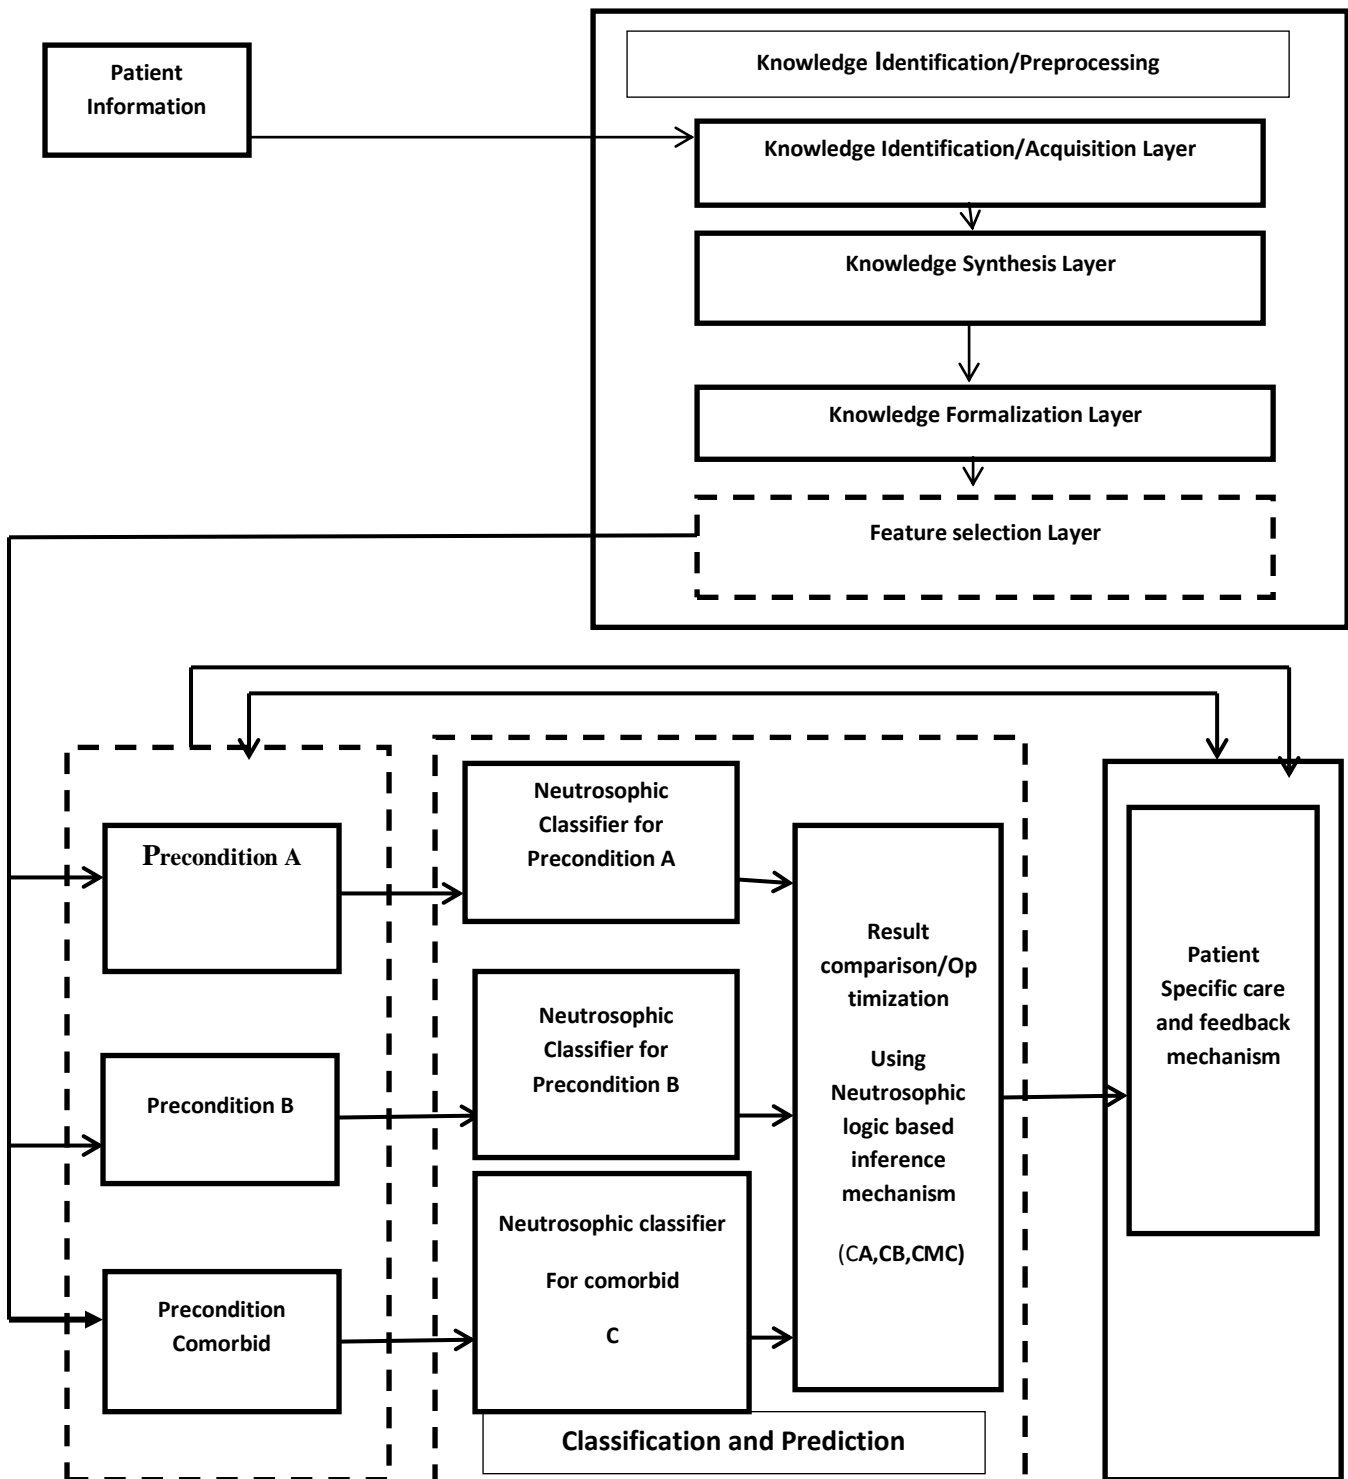 Patient
Information
Knowledge Identification/Preprocessing
Knowledge Identification/Acquisition Layer
Knowledge Synthesis Layer
Knowledge Formalization Layer
Feature selection Layer
Precondition A
Precondition B
Precondition
Comorbid
Neutrosophic
Classifier for
Precondition A
Neutrosophic
Classifier for
Precondition B
Neutrosophic classifier
For comorbid
C
Result
comparison/Op
timization
Using
Neutrosophic
logic based
inference
mechanism
(CA,CB,CMC)
Patient
Specific care
and feedback
mechanism
Classification and Prediction